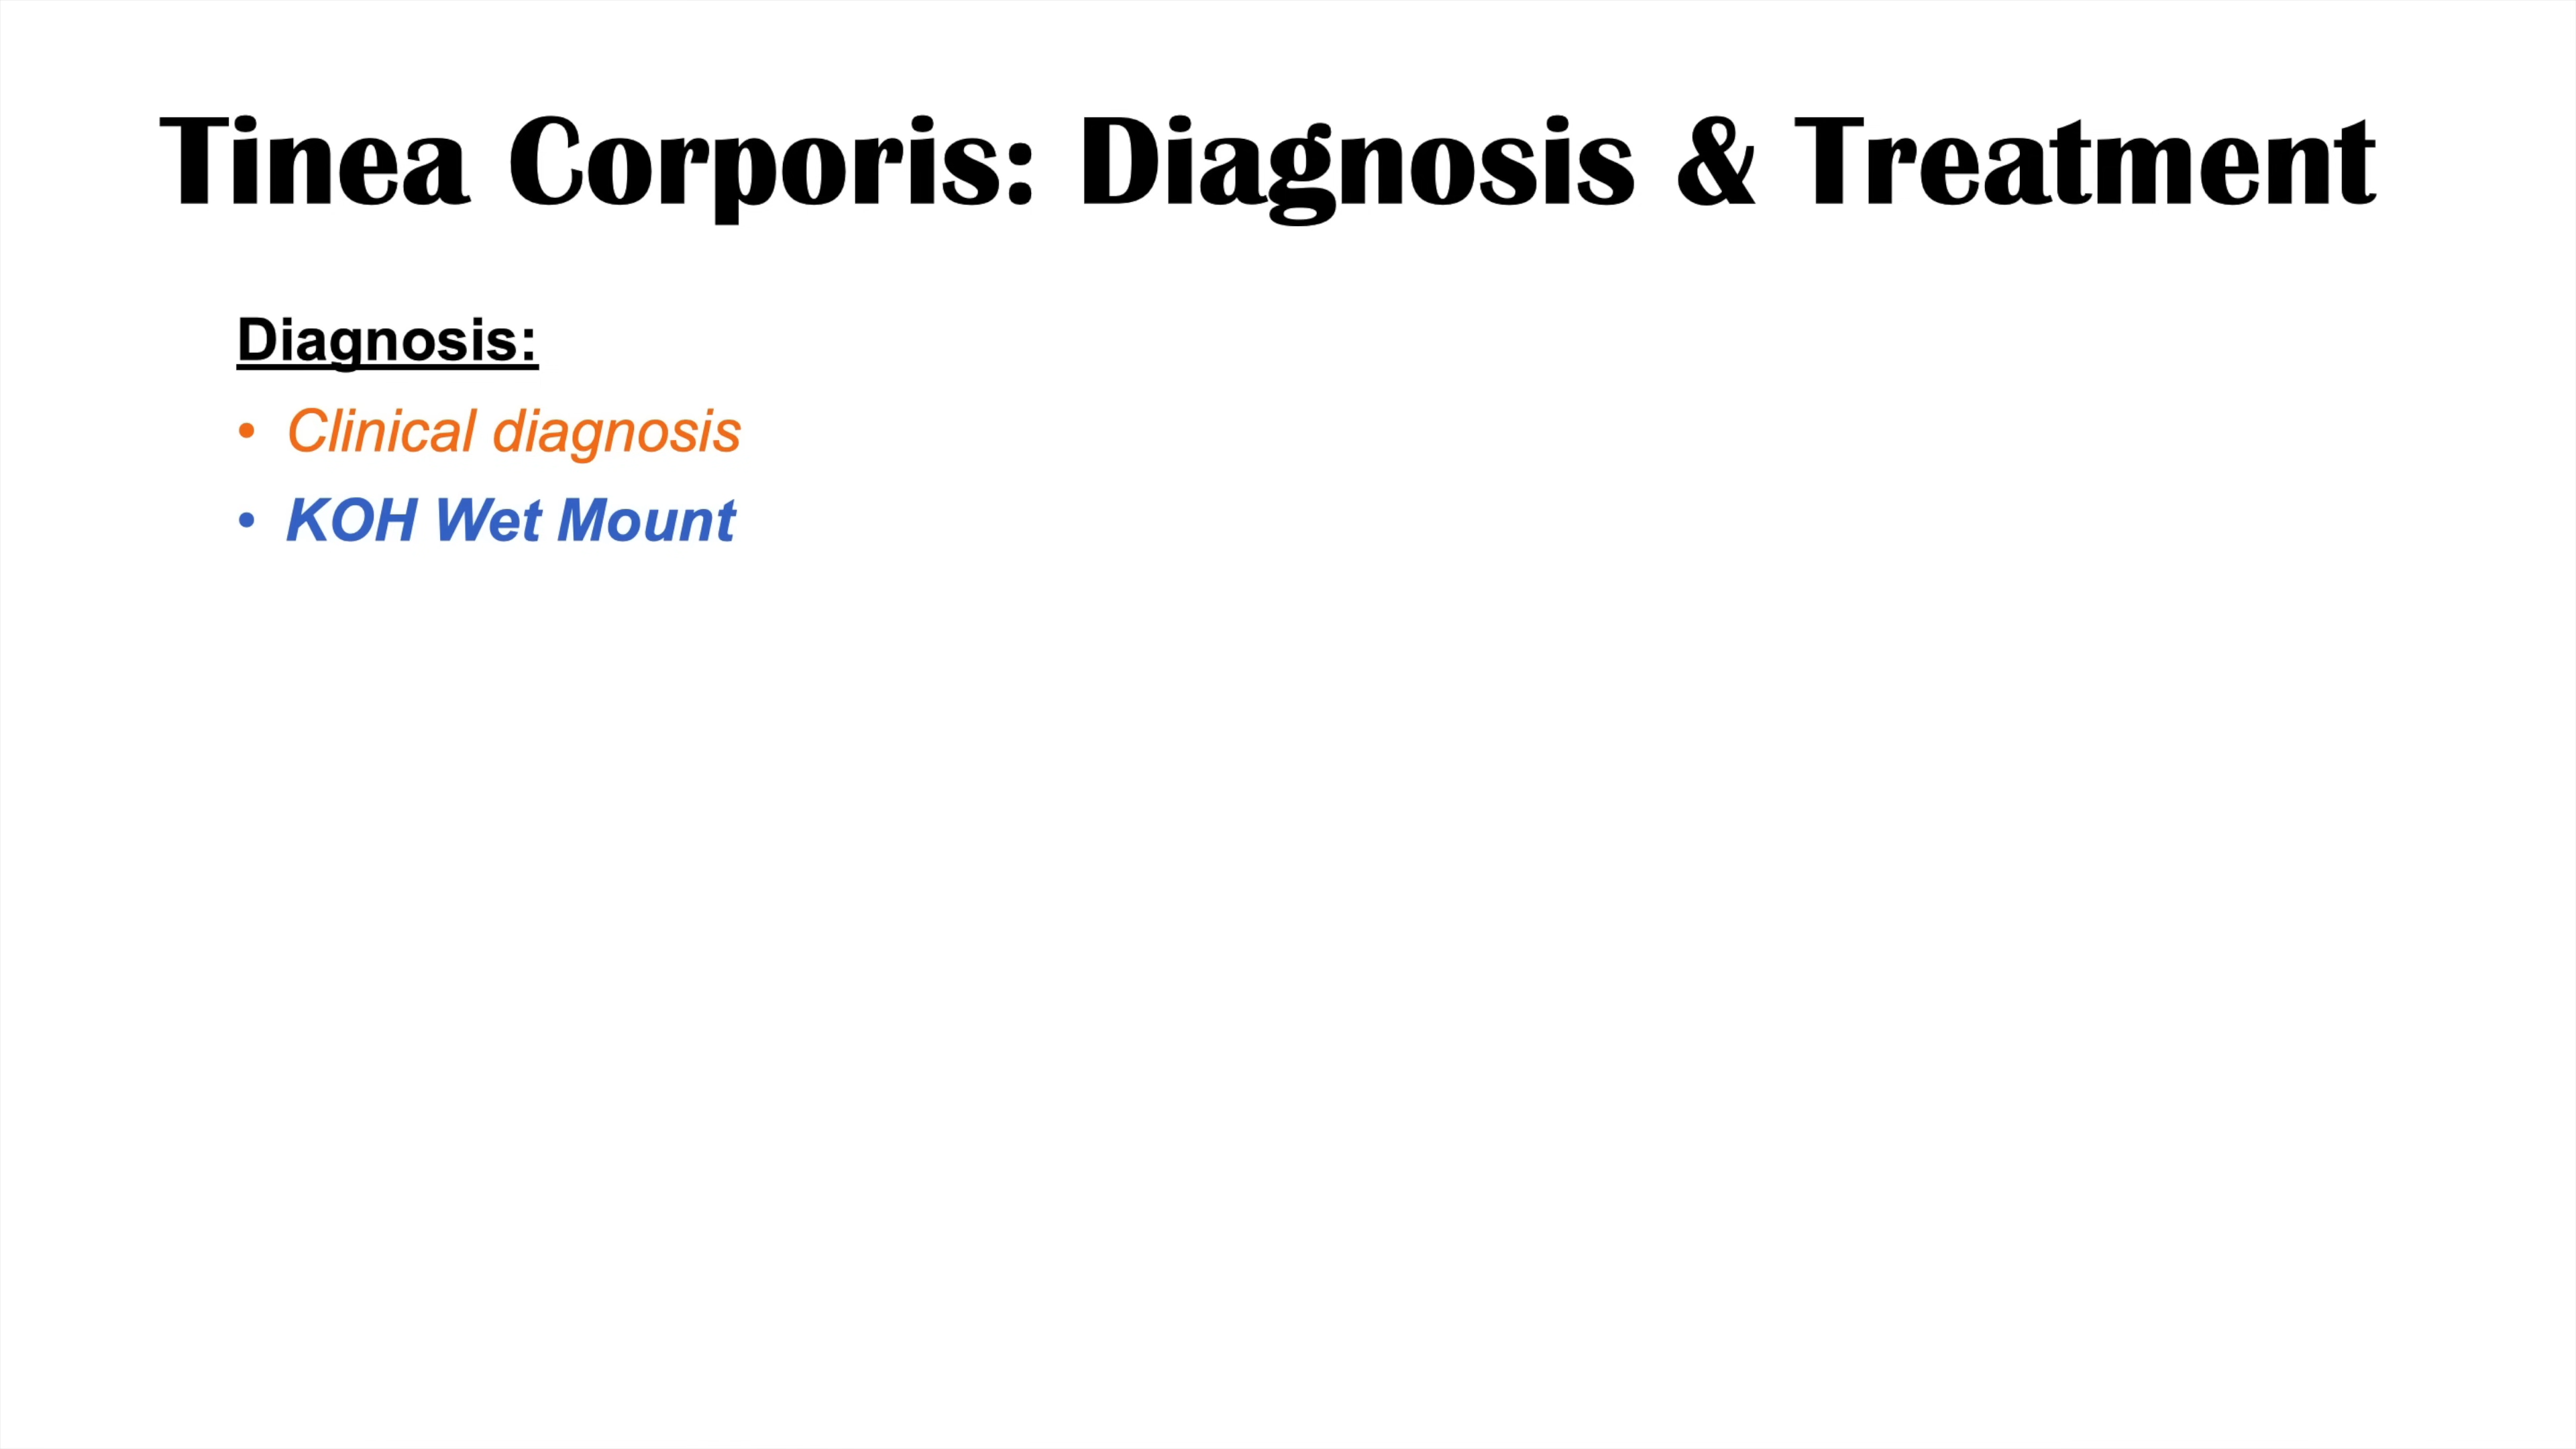 Tinea Corporis: Diagnosis & Treatment
Diagnosis:
• Clinical diagnosis
• KOH Wet Mount